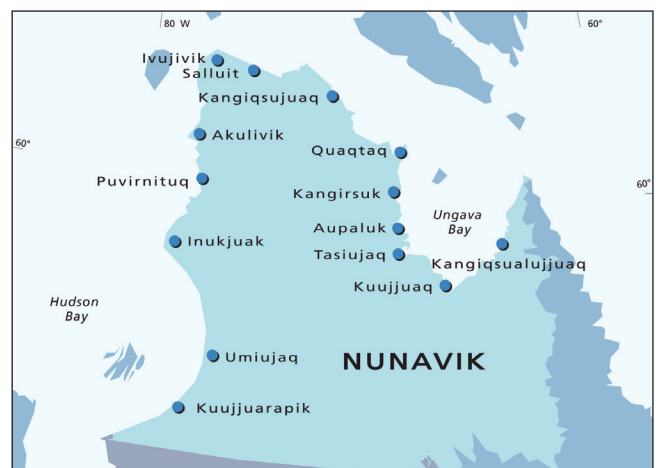 80 W
60°
Ivujivik
Salluit
Kangiqsujuaq
Akulivik
60°
Quaqtaq
Puvirnituq
Kangirsuk
60°
Ungava
Bay
Aupaluk
Inukjuak
Tasiujaq
Kangiqsualujjuaq
Kuujjuaq
Hudson
Bay
Umiujaq
NUNAVIK
Kuujjuarapik